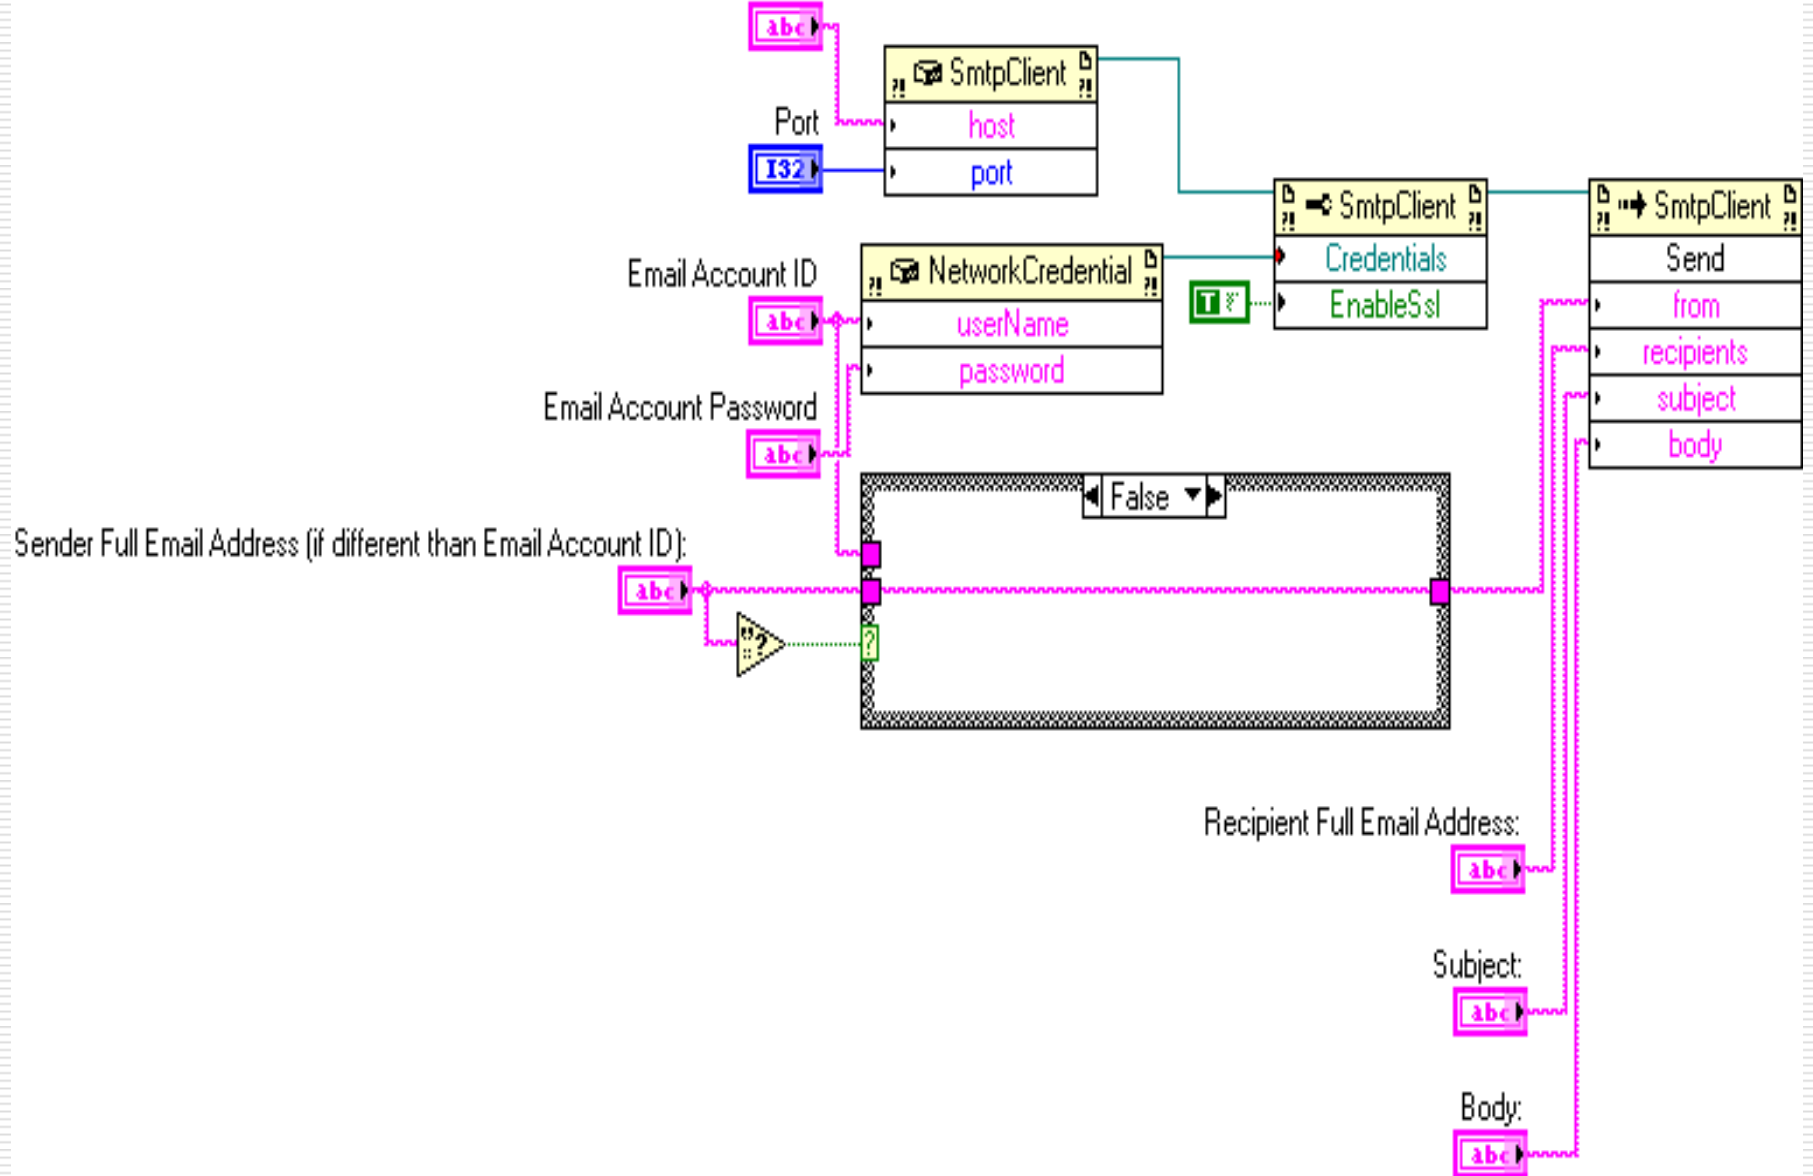 abc
SmtpClient
host
Port
I32
port
SmtpClient
Credentials
T
EnableSsl
SmtpClient
Send
from
recipients
subject
body
Email Account ID
abc
NetworkCredential
userName
password
Email Account Password
abc
False
Sender Full Email Address (if different than Email Account ID):
abc
?
?
Recipient Full Email Address:
abc
Subject:
abc
Body:
abc